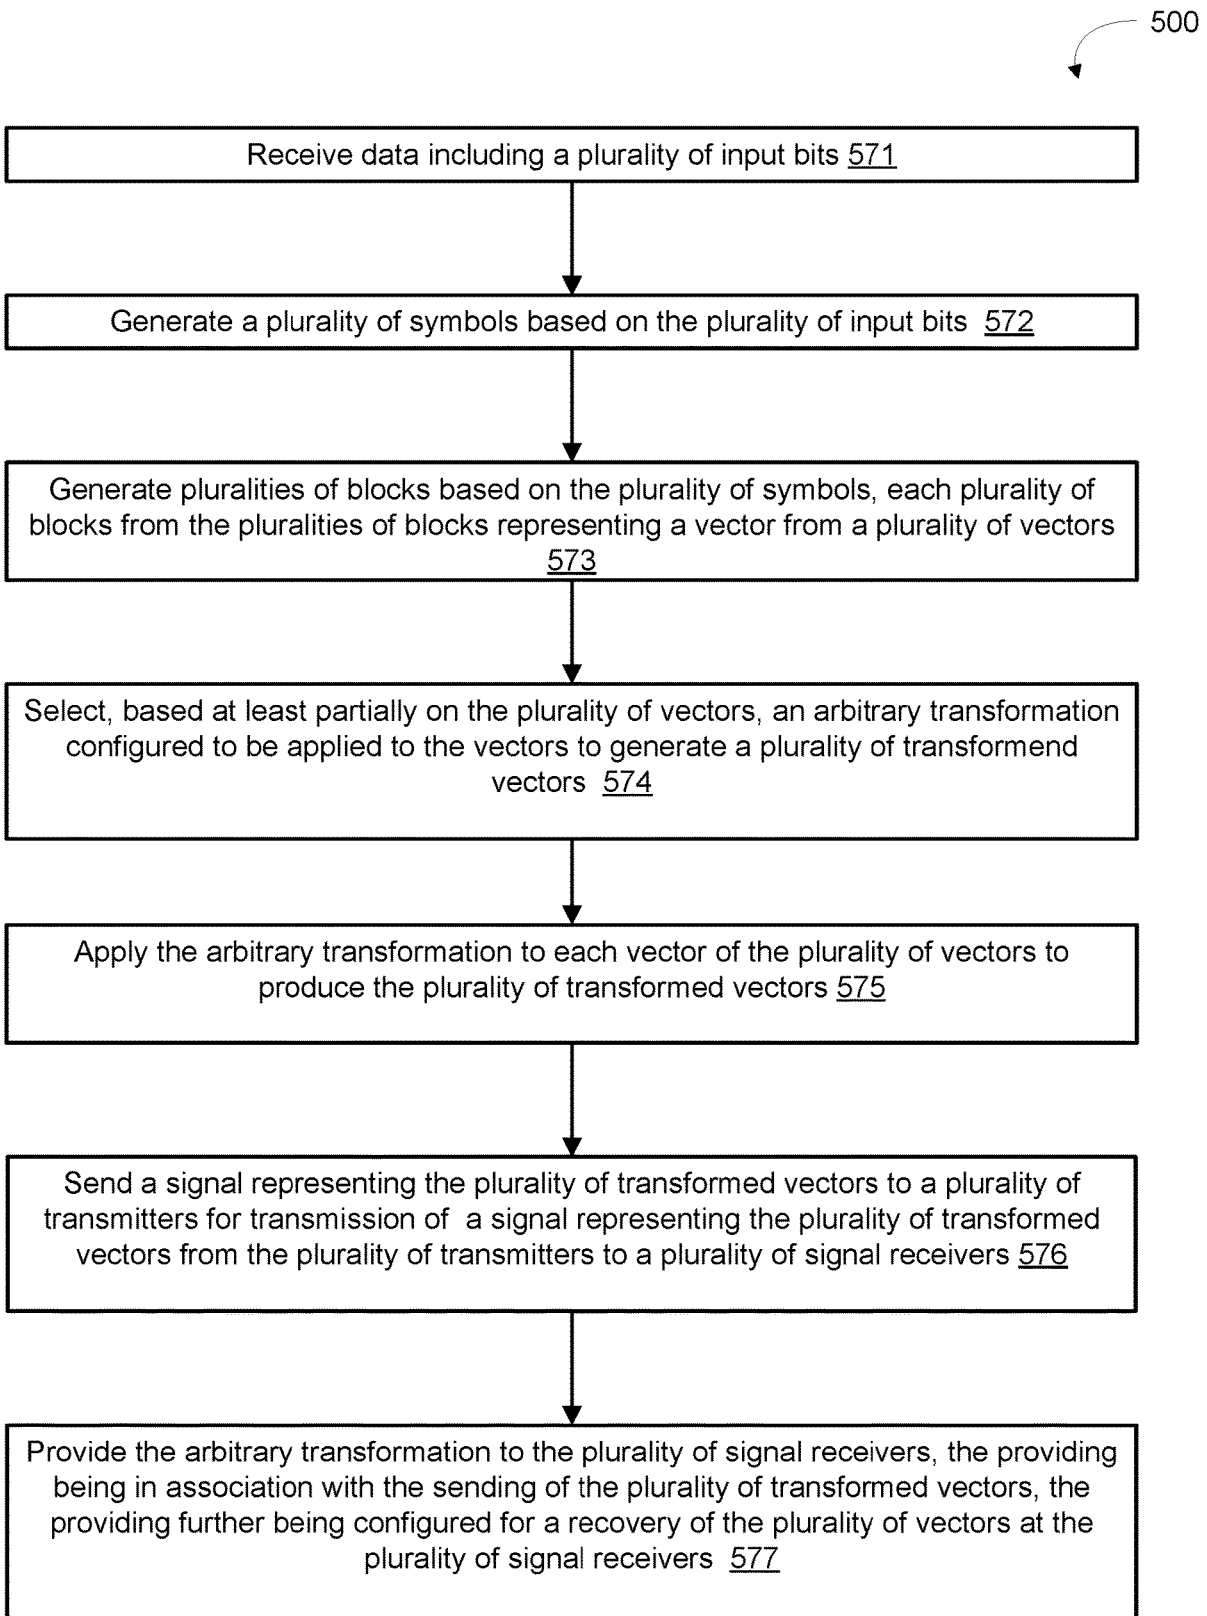 500
Receive data including a plurality of input bits 571
Generate a plurality of symbols based on the plurality of input bits 572
Generate pluralities of blocks based on the plurality of symbols, each plurality of
blocks from the pluralities of blocks representing a vector from a plurality of vectors
573
Select, based at least partially on the plurality of vectors, an arbitrary transformation
configured to be applied to the vectors to generate a plurality of transformend
vectors 574
Apply the arbitrary transformation to each vector of the plurality of vectors to
produce the plurality of transformed vectors 575
Send a signal representing the plurality of transformed vectors to a plurality of
transmitters for transmission of a signal representing the plurality of transformed
vectors from the plurality of transmitters to a plurality of signal receivers 576
Provide the arbitrary transformation to the plurality of signal receivers, the providing
being in association with the sending of the plurality of transformed vectors, the
providing further being configured for a recovery of the plurality of vectors at the
plurality of signal receivers 577